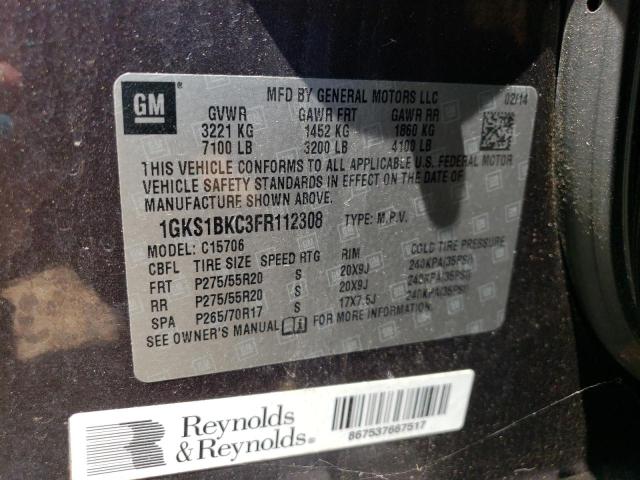 GM
MFD BY GENERAL MOTORS LLC 02/14
GVWR GAWR FRT GAWR RR
3221 KG 1452 KG 1860 KG
7100 LB 3200 LB 4100 LB
THIS VEHICLE CONFORMS TO ALL APPLICABLE U.S. FEDERAL MOTOR
VEHICLE SAFETY STANDARDS IN EFFECT ON THE DATE OF
MANUFACTURE SHOWN ABOVE.
1GKS1BKC3FR112308 TYPE: M.P.V.
MODEL: C15706
CBFL TIRE SIZE SPEED RTG RIM COLD TIRE PRESSURE
FRT P275/55R20 S 20X9J 240KPA(35PSI)
RR P275/55R20 S 20X9J 240KPA(35PSI)
SPA P265/70R17 S 17X7.5J 240KPA(35PSI)
SEE OWNER'S MANUAL FOR MORE INFORMATION
Reynolds
&Reynolds®
867537667517